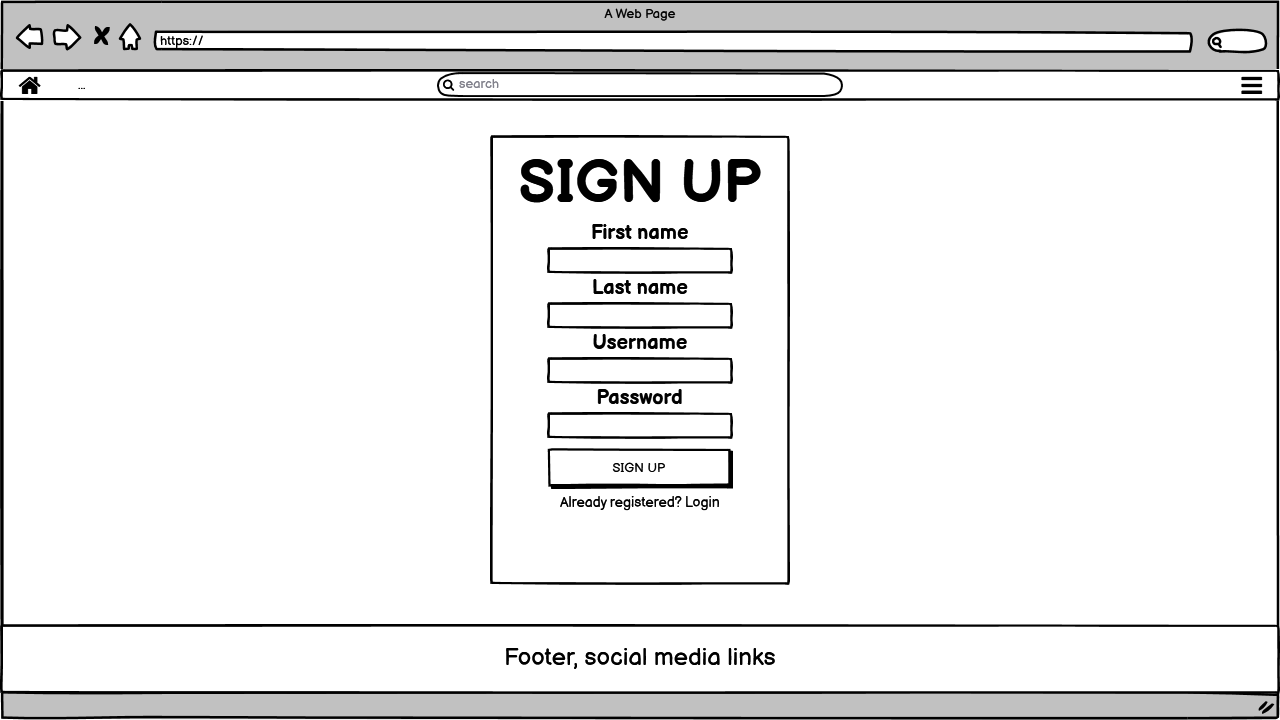 A Web Page
https://
...
search
SIGN UP
First name
Last name
Username
Password
SIGN UP
Already registered? Login
Footer, social media links